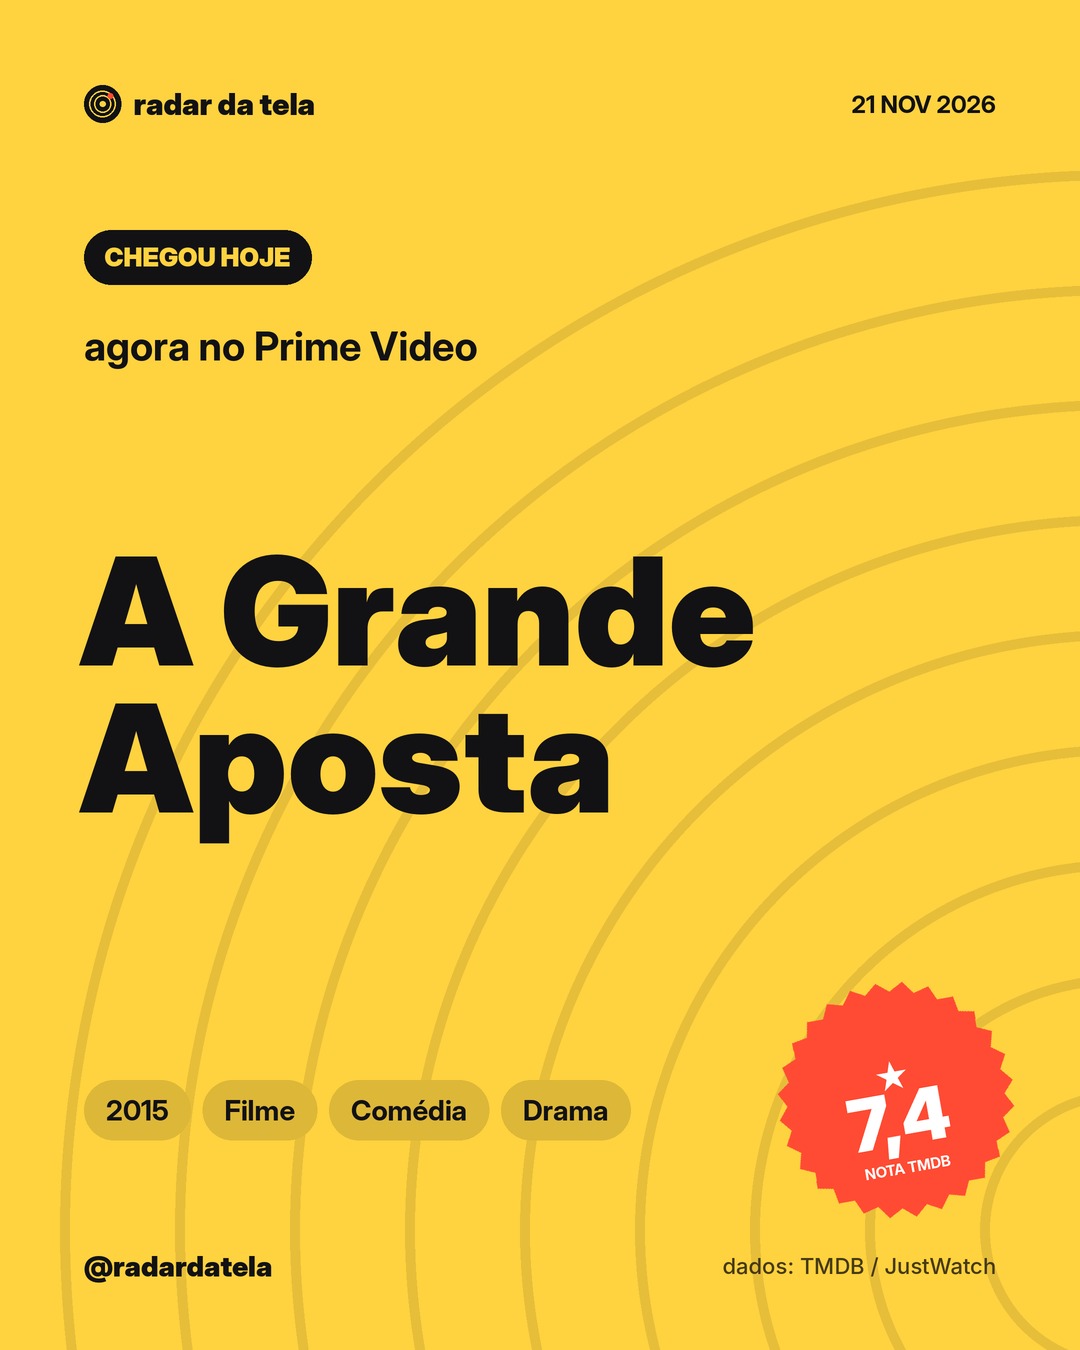 radar da tela
21 NOV 2026
CHEGOU HOJE
agora no Prime Video
A Grande
Aposta
2015
Filme
Comédia
Drama
7,4
NOTA TMDB
@radardatela
dados: TMDB / JustWatch